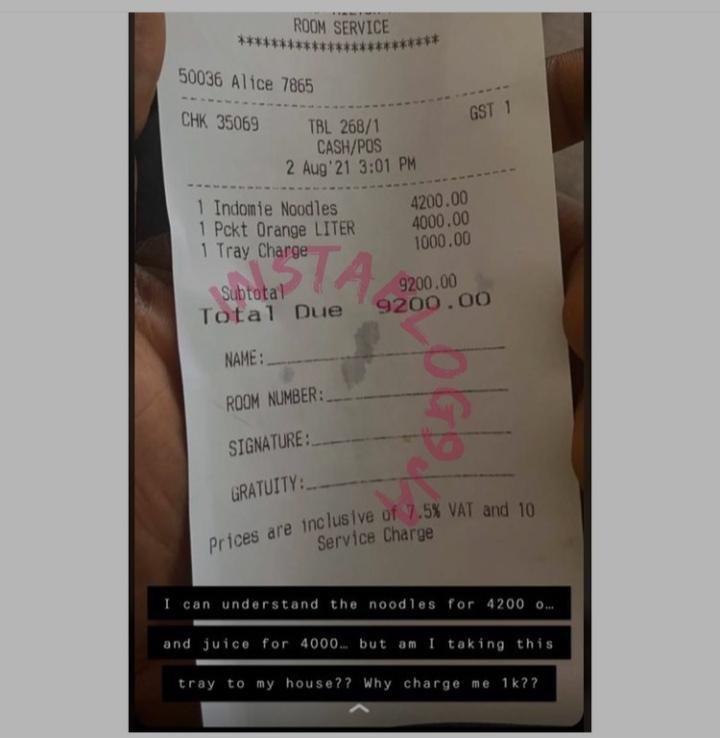 ROOM SERVICE
*************************
50036 Alice 7865
CHK 35069 TBL 268/1 GST 1
CASH/POS
2 Aug'21 3:01 PM
1 Indomie Noodles 4200.00
1 Pckt Orange LITER 4000.00
1 Tray Charge 1000.00
Subtotal 9200.00
Total Due 9200.00
NAME:
ROOM NUMBER:
SIGNATURE:
GRATUITY:
Prices are inclusive of 7.5% VAT and 10
Service Charge
INSTABLOG9JA
I can understand the noodles for 4200 o…
and juice for 4000… but am I taking this
tray to my house?? Why charge me 1k??